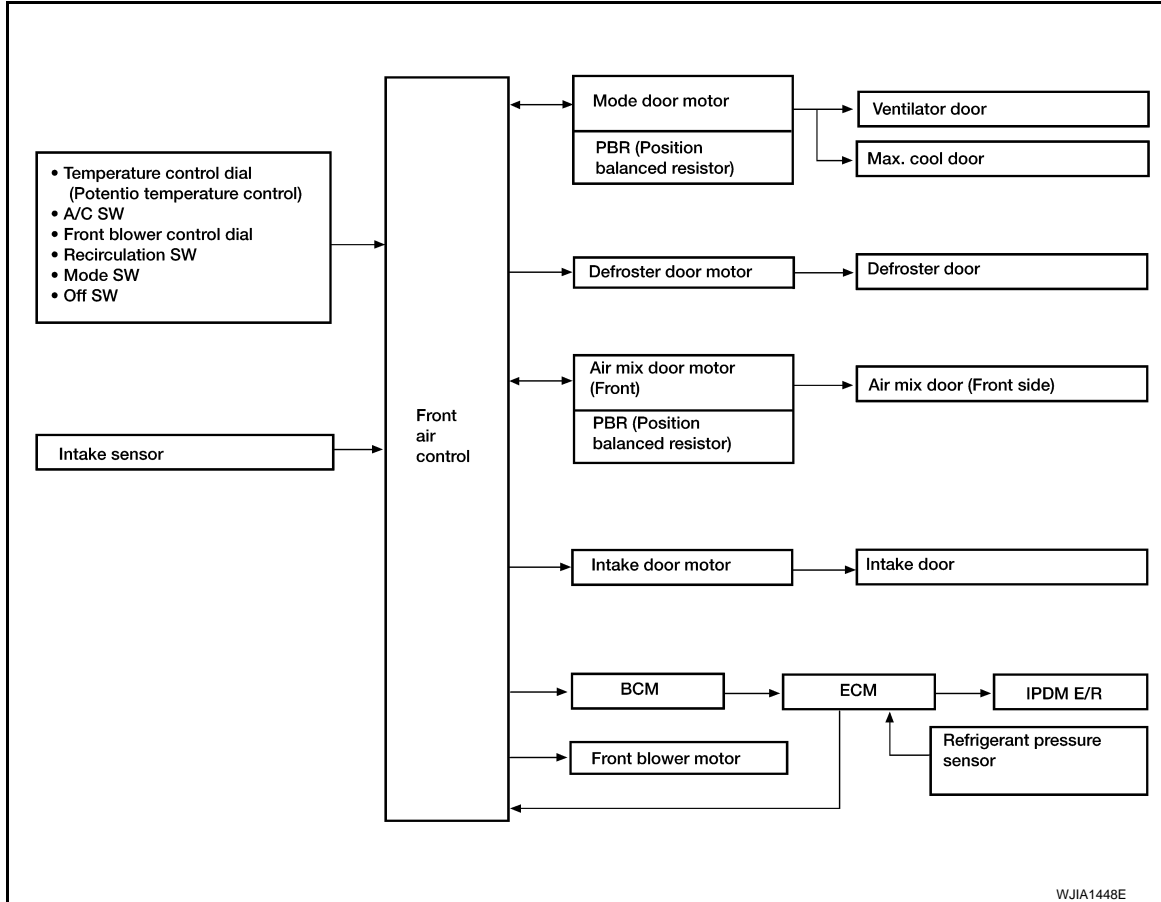 • Temperature control dial
(Potentio temperature control)
• A/C SW
• Front blower control dial
• Recirculation SW
• Mode SW
• Off SW
Intake sensor
Front
air
control
Mode door motor
PBR (Position
balanced resistor)
Ventilator door
Max. cool door
Defroster door motor
Defroster door
Air mix door motor
(Front)
PBR (Position
balanced resistor)
Air mix door (Front side)
Intake door motor
Intake door
BCM
ECM
IPDM E/R
Refrigerant pressure
sensor
Front blower motor
WJIA1448E